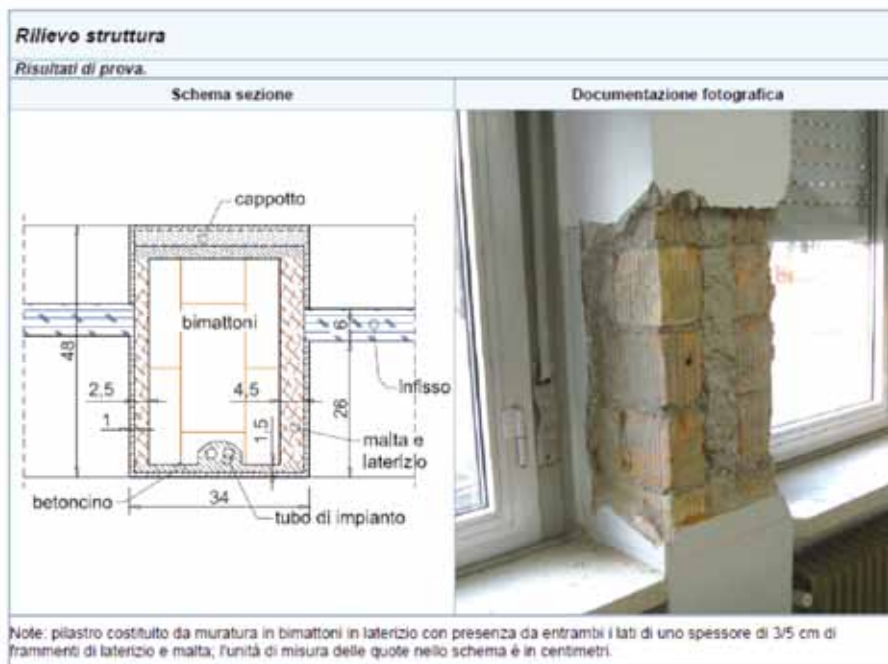 Rilievo struttura
Risultati di prova.
Schema sezione
Documentazione fotografica
cappotto
bimattoni
48
6
2,5
4,5
infisso
1
1,5
26
malta e
laterizio
betoncino
34
tubo di impianto
Note: pilastro costituito da muratura in bimattoni in laterizio con presenza da entrambi i lati di uno spessore di 3/5 cm di
frammenti di laterizio e malta; l'unità di misura delle quote nello schema è in centimetri.